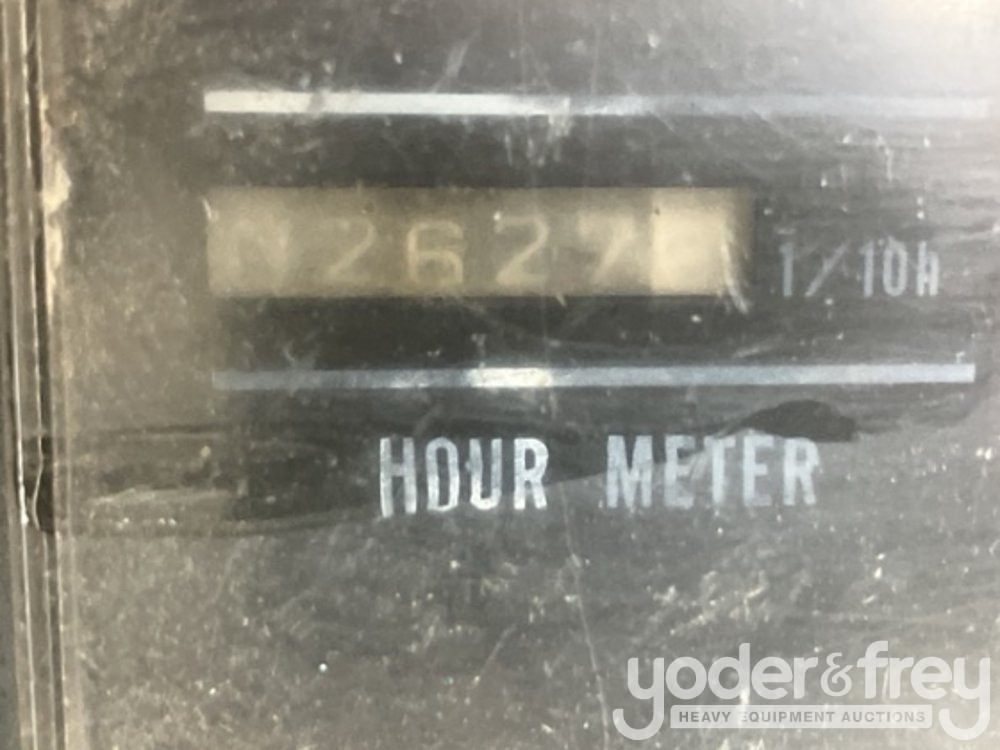 2627
1/10h
HOUR METER
yoder&frey
HEAVY EQUIPMENT AUCTIONS